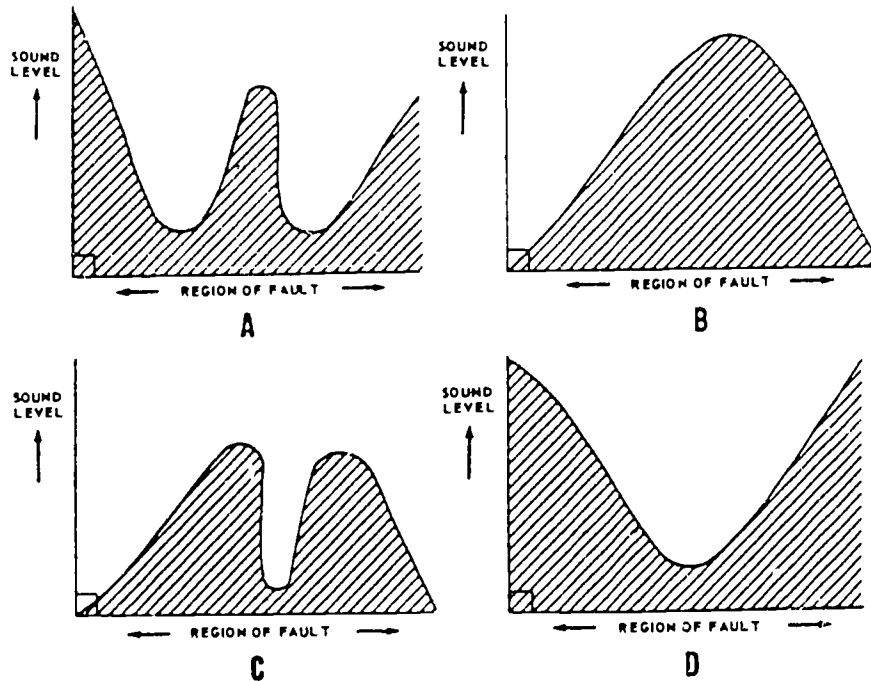 SOUND
LEVEL
REGION OF FAULT
A
SOUND
LEVEL
REGION OF FAULT
B
SOUND
LEVEL
REGION OF FAULT
C
SOUND
LEVEL
REGION OF FAULT
D